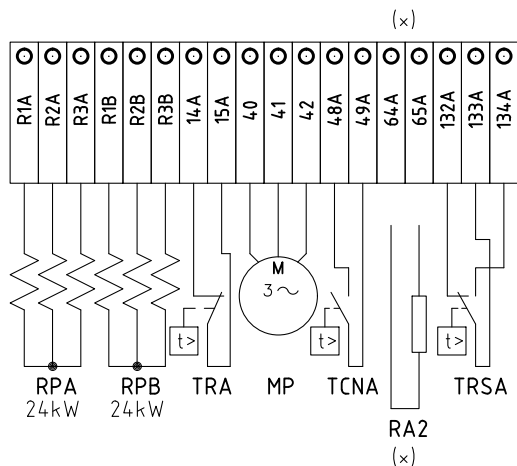 (x)
R1A R2A R3A R1B R2B R3B 14A 15A 40 41 42 48A 49A 64A 65A 132A 133A 134A
M
3~
t> t> t>
RPA RPB TRA MP TCNA TRSA
24kW 24kW
RA2
(x)